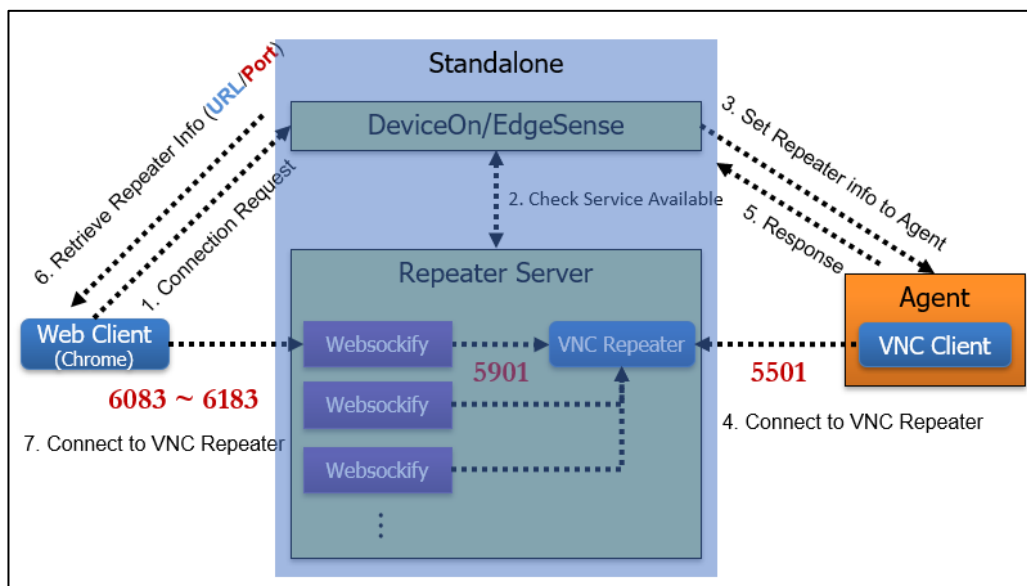 Standalone
DeviceOn/EdgeSense
6. Retrieve Repeater Info (URL/Port)
1. Connection Request
2. Check Service Available
3. Set Repeater info to Agent
5. Response
Repeater Server
Agent
Web Client
(Chrome)
Websockify
5901
VNC Repeater
5501
VNC Client
6083 ~ 6183
Websockify
7. Connect to VNC Repeater
4. Connect to VNC Repeater
Websockify